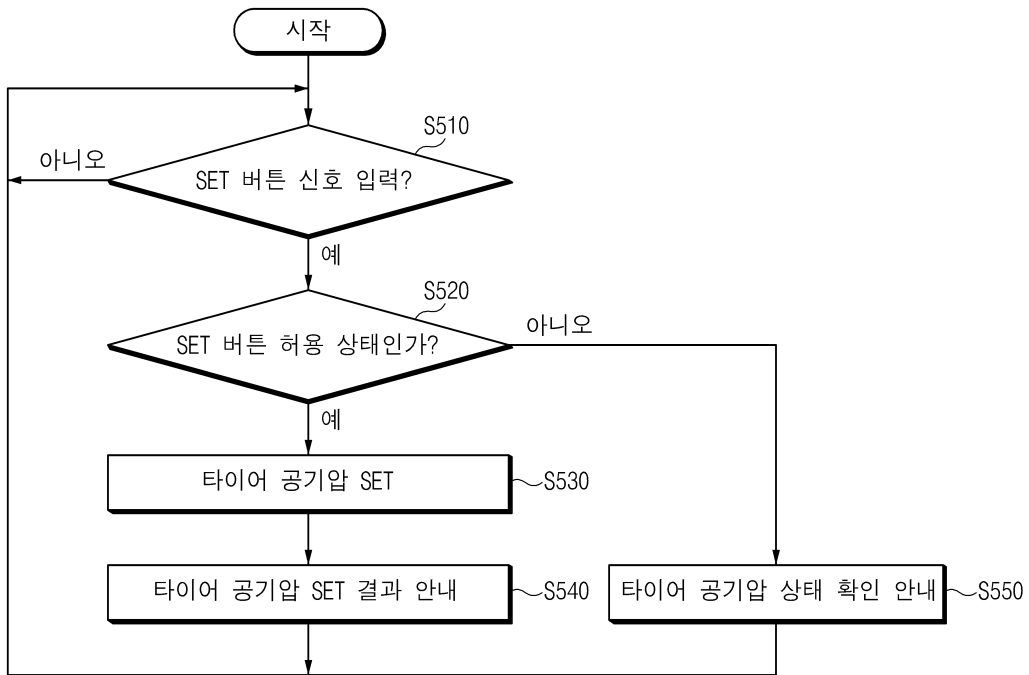 시작
S510
아니오
SET 버튼 신호 입력?
예
S520
아니오
SET 버튼 허용 상태인가?
예
타이어 공기압 SET
S530
타이어 공기압 SET 결과 안내
S540
타이어 공기압 상태 확인 안내
S550